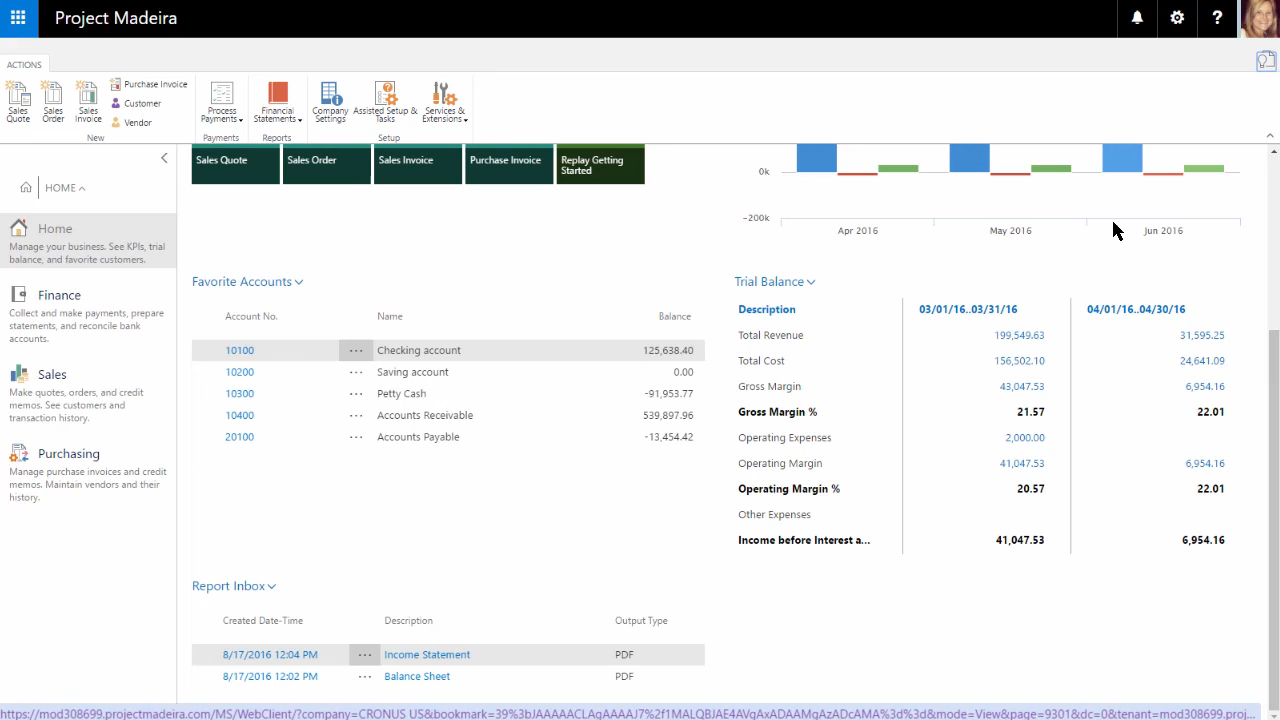 Project Madeira
?
ACTIONS
Sales Quote
Sales Order
Sales Invoice
Purchase Invoice
Customer
Vendor
New
Process Payments
Payments
Financial Statements
Reports
Company Settings
Assisted Setup & Tasks
Services & Extensions
Setup
HOME
Home
Manage your business. See KPIs, trial
balance, and favorite customers.
Finance
Collect and make payments, prepare
statements, and reconcile bank
accounts.
Sales
Make quotes, orders, and credit
memos. See customers and
transaction history.
Purchasing
Manage purchase invoices and credit
memos. Maintain vendors and their
history.
Sales Quote
Sales Order
Sales Invoice
Purchase Invoice
Replay Getting
Started
0k
-200k
Apr 2016 May 2016 Jun 2016
Favorite Accounts
Account No. Name Balance
10100 ··· Checking account 125,638.40
10200 ··· Saving account 0.00
10300 ··· Petty Cash -91,953.77
10400 ··· Accounts Receivable 539,897.96
20100 ··· Accounts Payable -13,454.42
Trial Balance
Description 03/01/16..03/31/16 04/01/16..04/30/16
Total Revenue 199,549.63 31,595.25
Total Cost 156,502.10 24,641.09
Gross Margin 43,047.53 6,954.16
Gross Margin % 21.57 22.01
Operating Expenses 2,000.00
Operating Margin 41,047.53 6,954.16
Operating Margin % 20.57 22.01
Other Expenses
Income before Interest a... 41,047.53 6,954.16
Report Inbox
Created Date-Time Description Output Type
8/17/2016 12:04 PM ··· Income Statement PDF
8/17/2016 12:02 PM ··· Balance Sheet PDF
https://mod308699.projectmadeira.com/MS/WebClient/?company=CRONUS US&bookmark=39%3bJAAAAACLAgAAAAJ7%2f1MALQBJAE4AVgAxADAAMgAzADcAMA%3d%3d&mode=View&page=9301&dc=0&tenant=mod308699.proj...